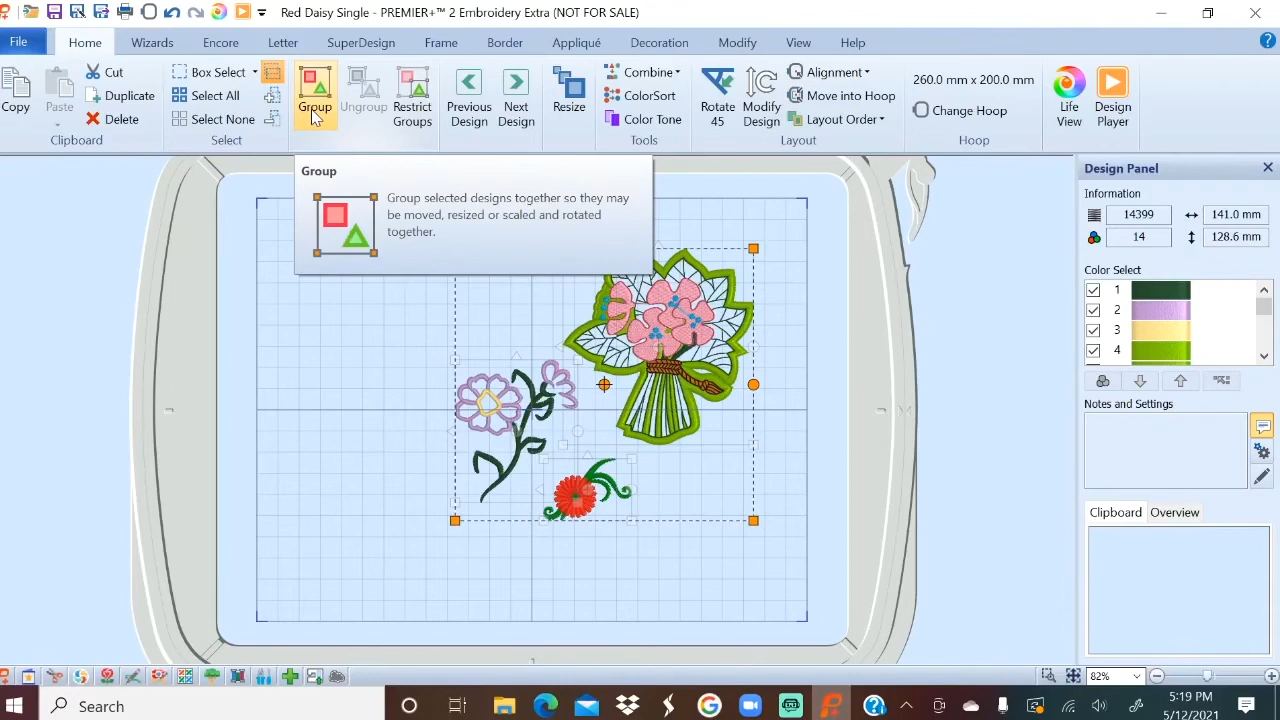 Red Daisy Single - PREMIER+™ 2 Embroidery Extra (NOT FOR SALE)
File Home Wizards Encore Letter SuperDesign Frame Border Appliqué Decoration Modify View Help
Copy
Paste
Cut
Duplicate
Delete
Clipboard
Box Select
Select All
Select None
Select
Group
Ungroup
Restrict
Groups
Previous
Design
Next
Design
Resize
Combine
ColorSort
Color Tone
Tools
Rotate
45
Modify
Design
Alignment
Move into Hoop
Layout Order
Layout
260.0 mm x 200.0 mm
Change Hoop
Hoop
Life
View
Design
Player
Group
Group selected designs together so they may
be moved, resized or scaled and rotated
together.
Design Panel
Information
14399 141.0 mm
14 128.6 mm
Color Select
1
2
3
4
Notes and Settings
Clipboard Overview
82%
Search
5:19 PM
5/12/2021